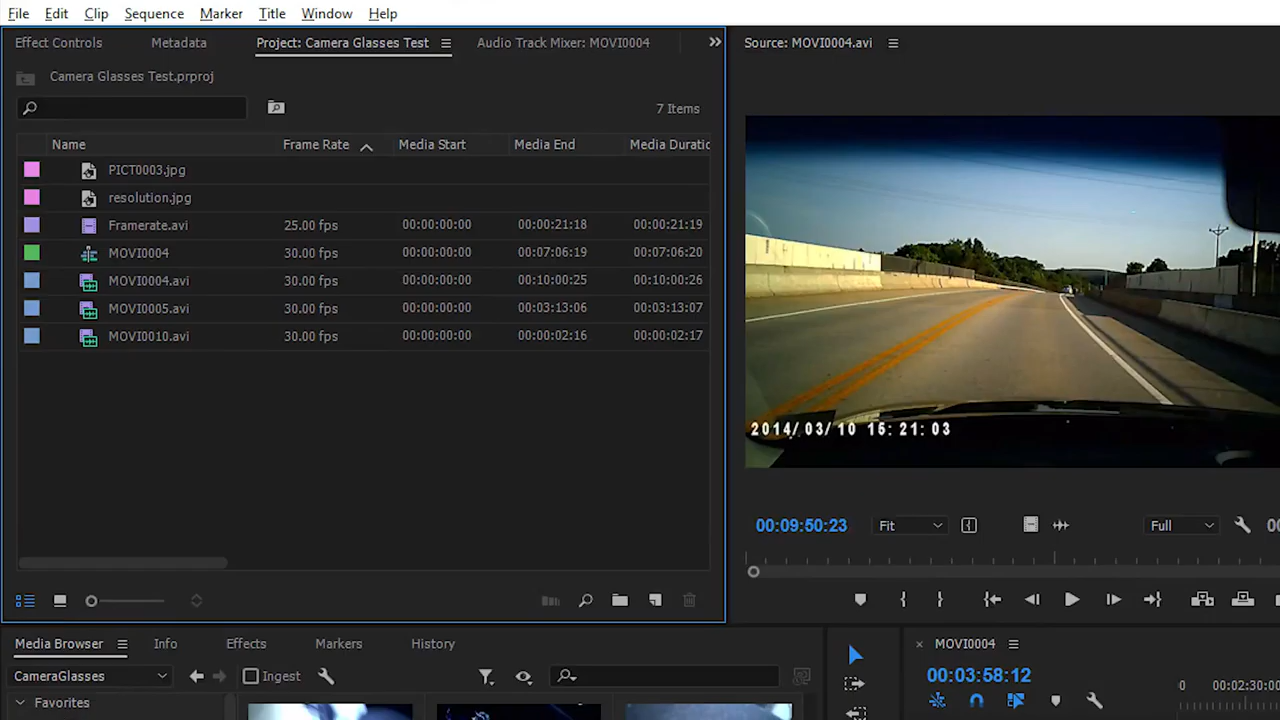 File Edit Clip Sequence Marker Title Window Help
Effect Controls Metadata Project: Camera Glasses Test Audio Track Mixer: MOVI0004
Camera Glasses Test.prproj
7 Items
Name Frame Rate Media Start Media End Media Duratio
PICT0003.jpg
resolution.jpg
Framerate.avi 25.00 fps 00:00:00:00 00:00:21:18 00:00:21:19
MOVI0004 30.00 fps 00:00:00:00 00:07:06:19 00:07:06:20
MOVI0004.avi 30.00 fps 00:00:00:00 00:10:00:25 00:10:00:26
MOVI0005.avi 30.00 fps 00:00:00:00 00:03:13:06 00:03:13:07
MOVI0010.avi 30.00 fps 00:00:00:00 00:00:02:16 00:00:02:17
Source: MOVI0004.avi
2014/03/10 15:21:03
00:09:50:23 Fit Full 00
Media Browser Info Effects Markers History
CameraGlasses Ingest
Favorites
× MOVI0004
00:03:58:12
0 00:02:30:00